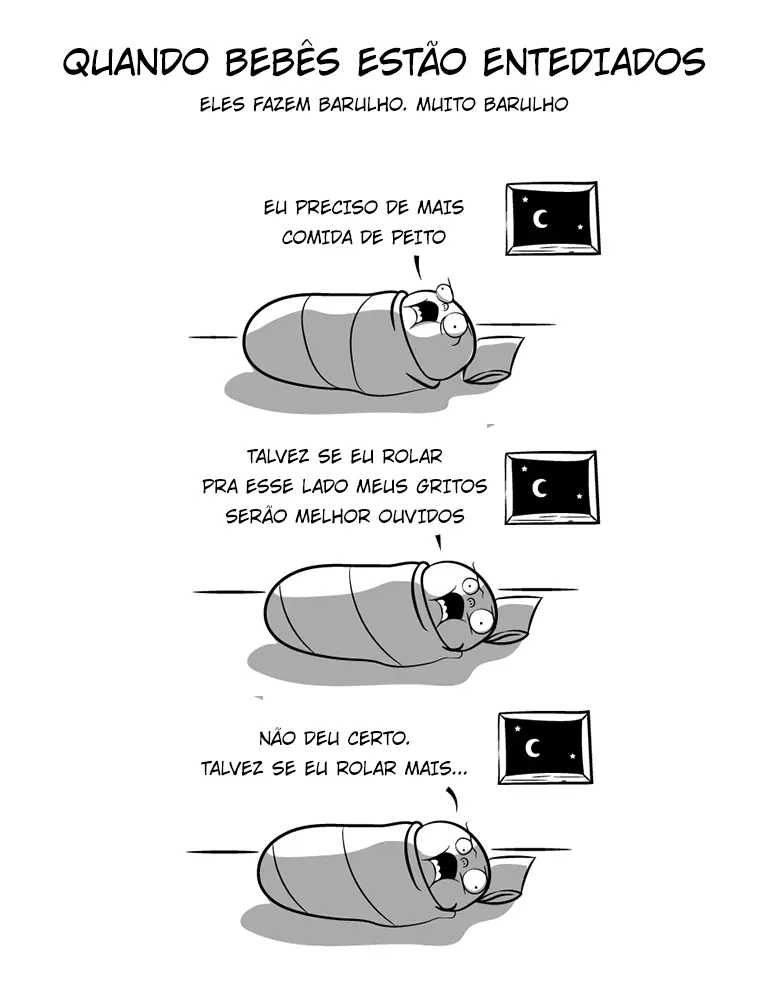 QUANDO BEBÊS ESTÃO ENTEDIADOS
ELES FAZEM BARULHO. MUITO BARULHO
EU PRECISO DE MAIS
COMIDA DE PEITO
TALVEZ SE EU ROLAR
PRA ESSE LADO MEUS GRITOS
SERÃO MELHOR OUVIDOS
NÃO DEU CERTO.
TALVEZ SE EU ROLAR MAIS...